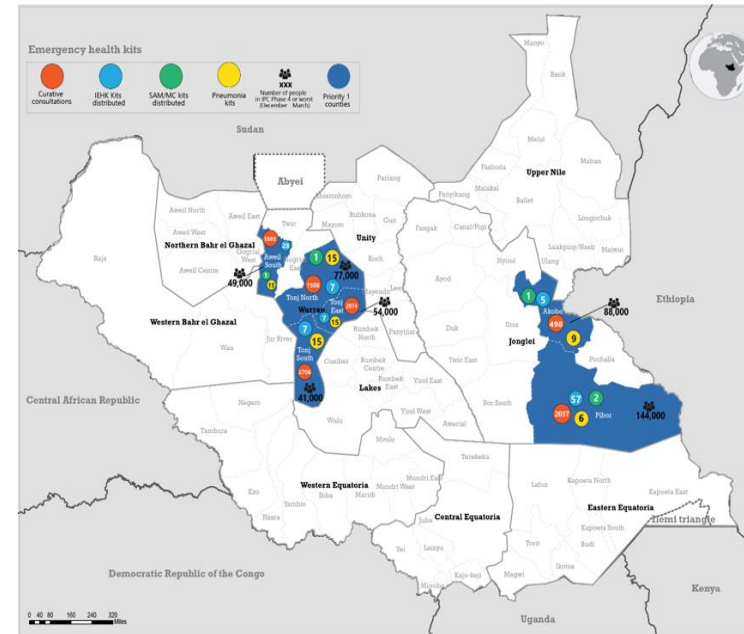 Emergency health kits
Curative
consultations
IEHK Kits
distributed
SAM/MC kits
distributed
Pneumonia
kits
XXX
Number of people
in IPC Phase 4 or worst
(December - March)
Priority 1
counties
Sudan
Abyei
Manyo
Renk
Melut
Maban
Fashoda
Upper Nile
Malakal
Panyikang
Baliet
Longochuk
Luakpiny/Nasir
Maiwut
Ulang
Nyirol
Pariang
Rubkona
Guit
Mayom
Unity
Koch
Mayendit
Leer
Panyijiar
Fangak
Canal/Pigi
Ayod
Duk
Uror
Twic East
Bor South
Jonglei
Akobo
Pochalla
Pibor
Aweil North
Aweil East
Aweil West
Aweil Centre
Aweil South
Northern Bahr el Ghazal
Twic
Gogrial
West
Gogrial
East
Raja
Western Bahr el Ghazal
Wau
Jur River
Tonj North
Warrap
Tonj
East
Tonj
South
Rumbek
North
Cueibet
Rumbek
Centre
Rumbek
East
Yirol East
Yirol West
Awerial
Lakes
Wulu
28
1
15
49,000
1
15
1508
7
77,000
7
15
54,000
7
15
2706
41,000
1
5
498
88,000
9
57
2
2037
6
144,000
Ethiopia
Central African Republic
Nagero
Tambura
Ezo
Nzara
Yambio
Ibba
Maridi
Western Equatoria
Mvolo
Mundri East
Mundri West
Terekeka
Juba
Central Equatoria
Yei
Lainya
Morobo
Kajo-keji
Lafon
Kapoeta North
Kapoeta East
Eastern Equatoria
Kapoeta South
Torit
Budi
Ikotos
Magwi
Ilemi triangle
Democratic Republic of the Congo
Uganda
Kenya
0 40 80 160 240 320
Miles